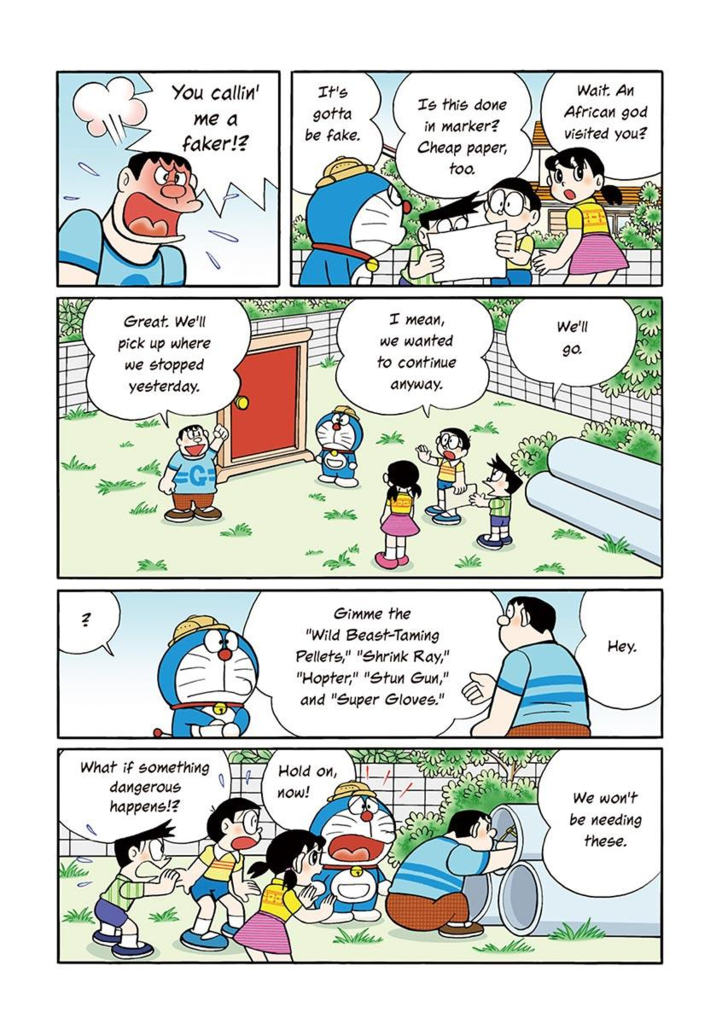 Wait. An
African god
visited you?
Is this done
in marker?
Cheap paper,
too.
It's
gotta
be fake.
You callin'
me a
faker!?
We'll
go.
I mean,
we wanted
to continue
anyway.
Great. We'll
pick up where
we stopped
yesterday.
G
Hey.
Gimme the
"Wild Beast-Taming
Pellets," "Shrink Ray,"
"Hopter," "Stun Gun,"
and "Super Gloves."
?
We won't
be needing
these.
Hold on,
now!
What if something
dangerous
happens!?